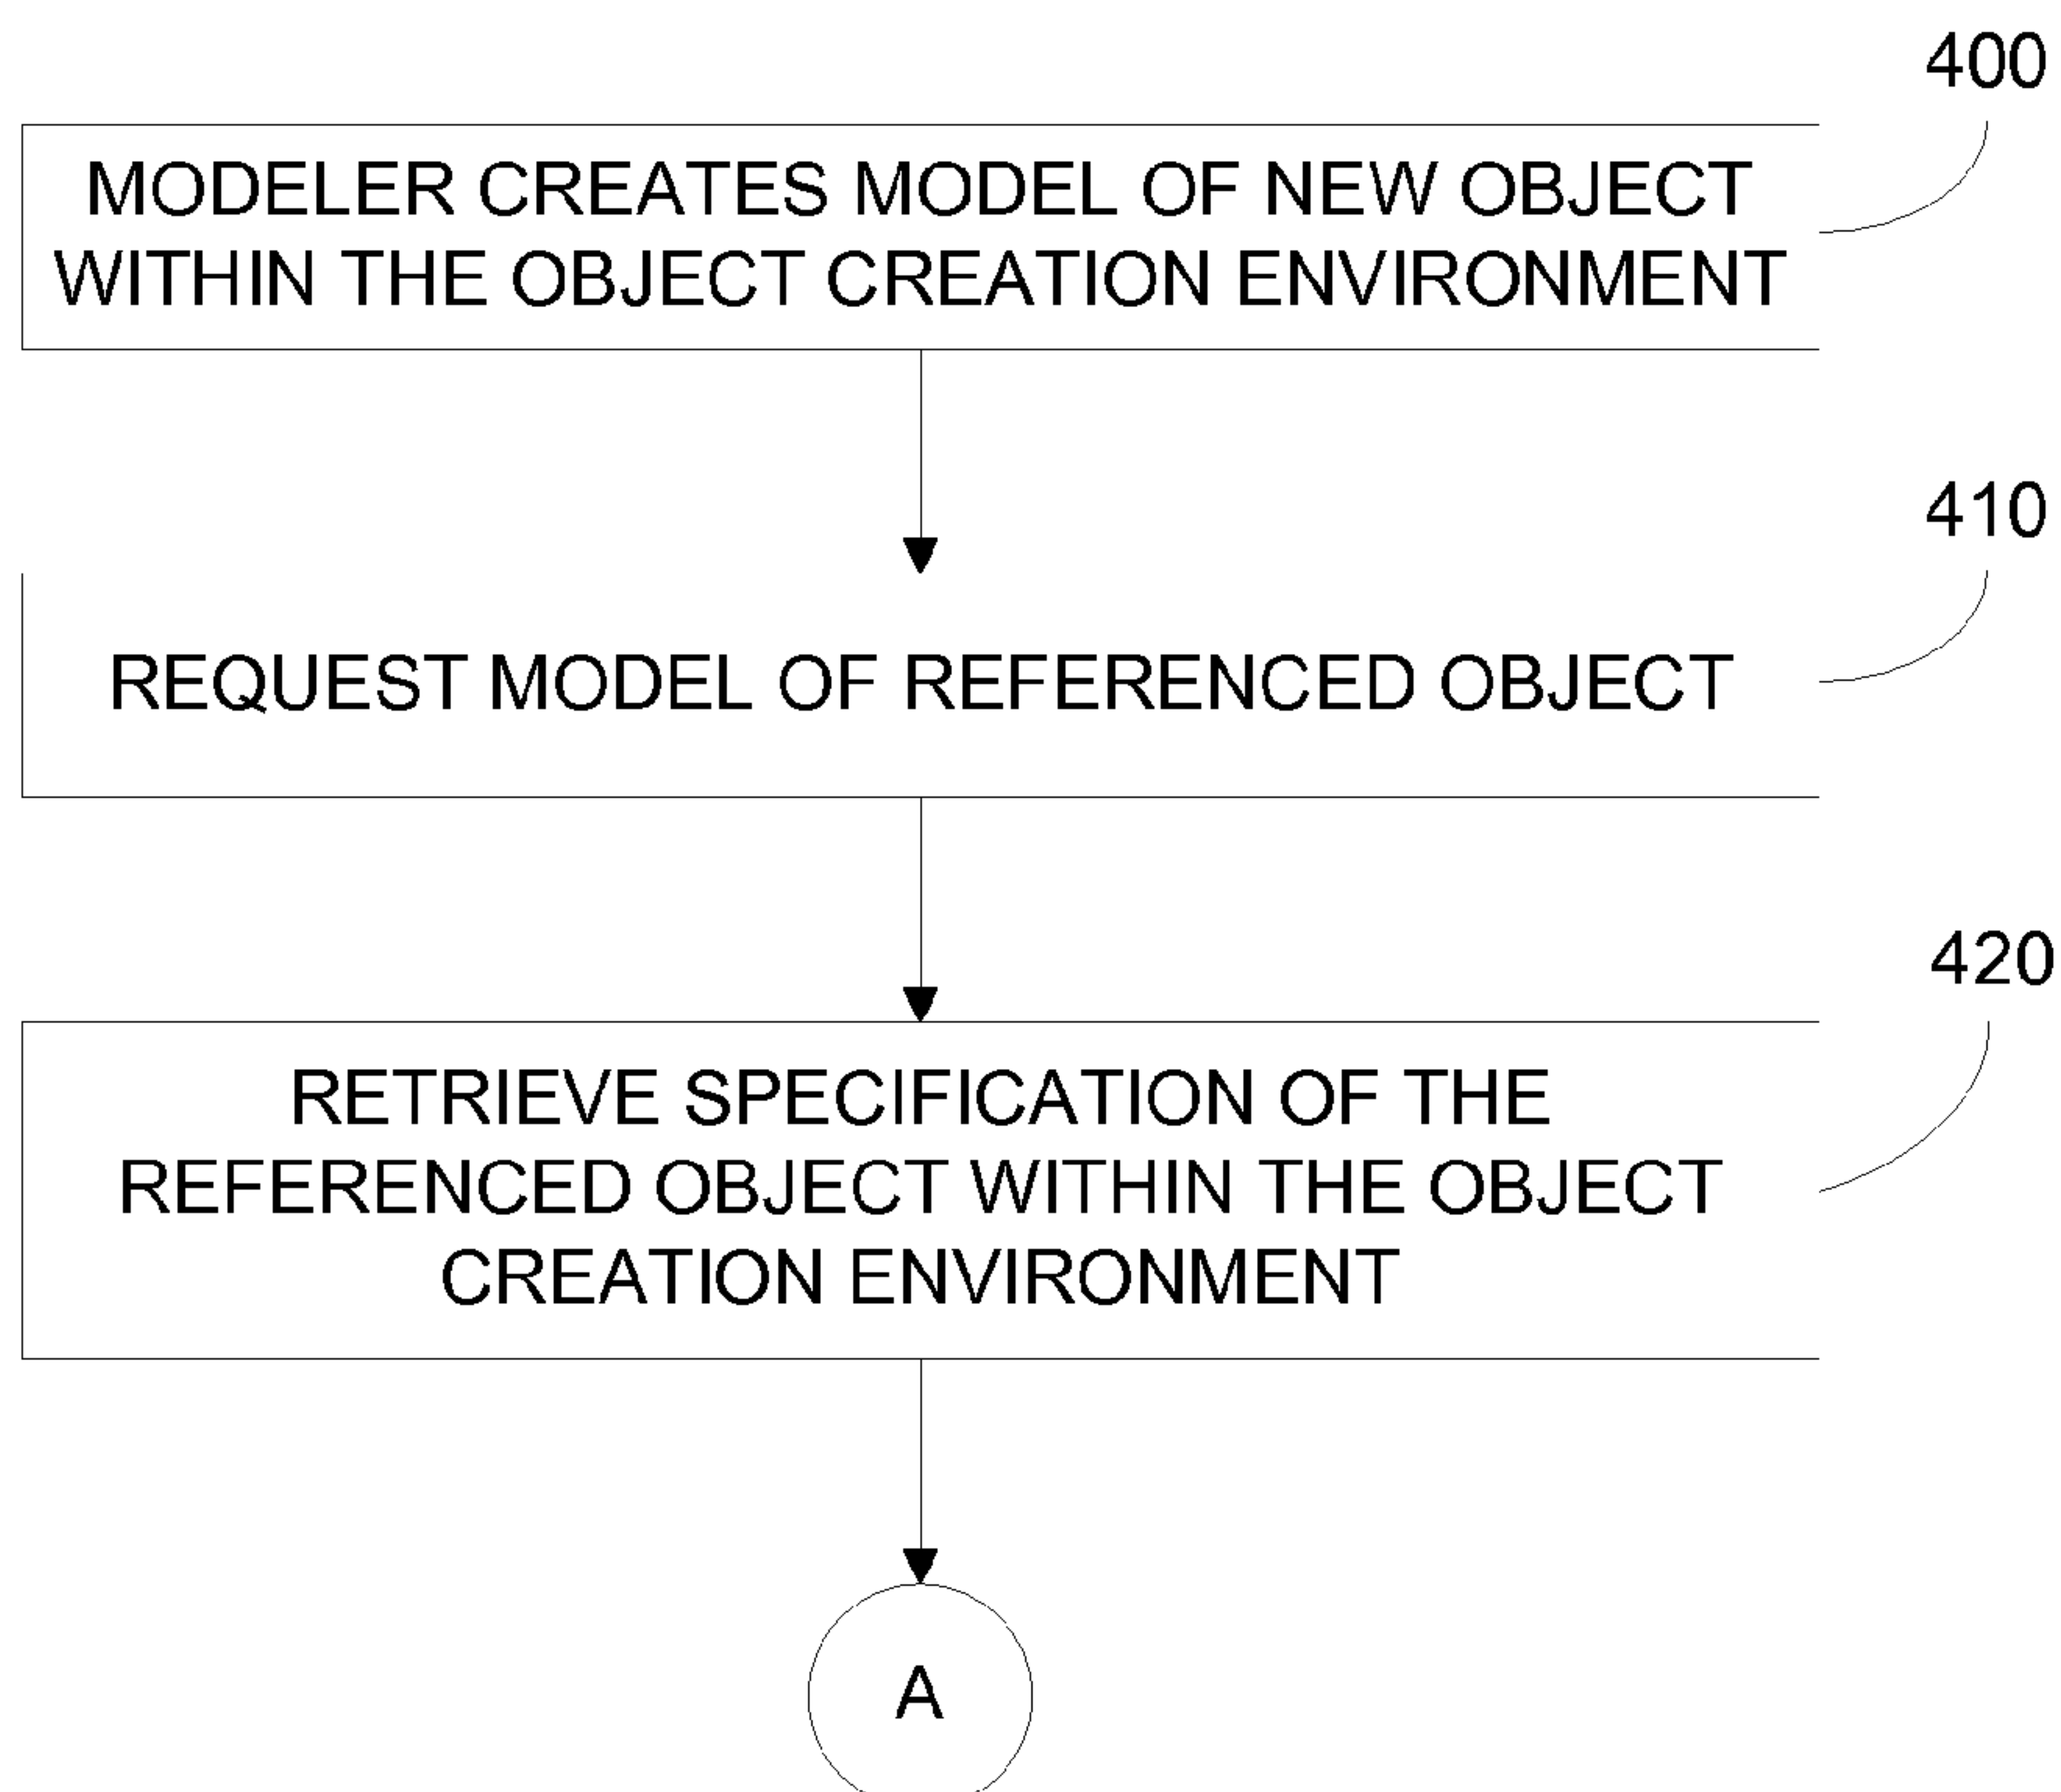 400
MODELER CREATES MODEL OF NEW OBJECT
WITHIN THE OBJECT CREATION ENVIRONMENT
410
REQUEST MODEL OF REFERENCED OBJECT
420
RETRIEVE SPECIFICATION OF THE
REFERENCED OBJECT WITHIN THE OBJECT
CREATION ENVIRONMENT
A